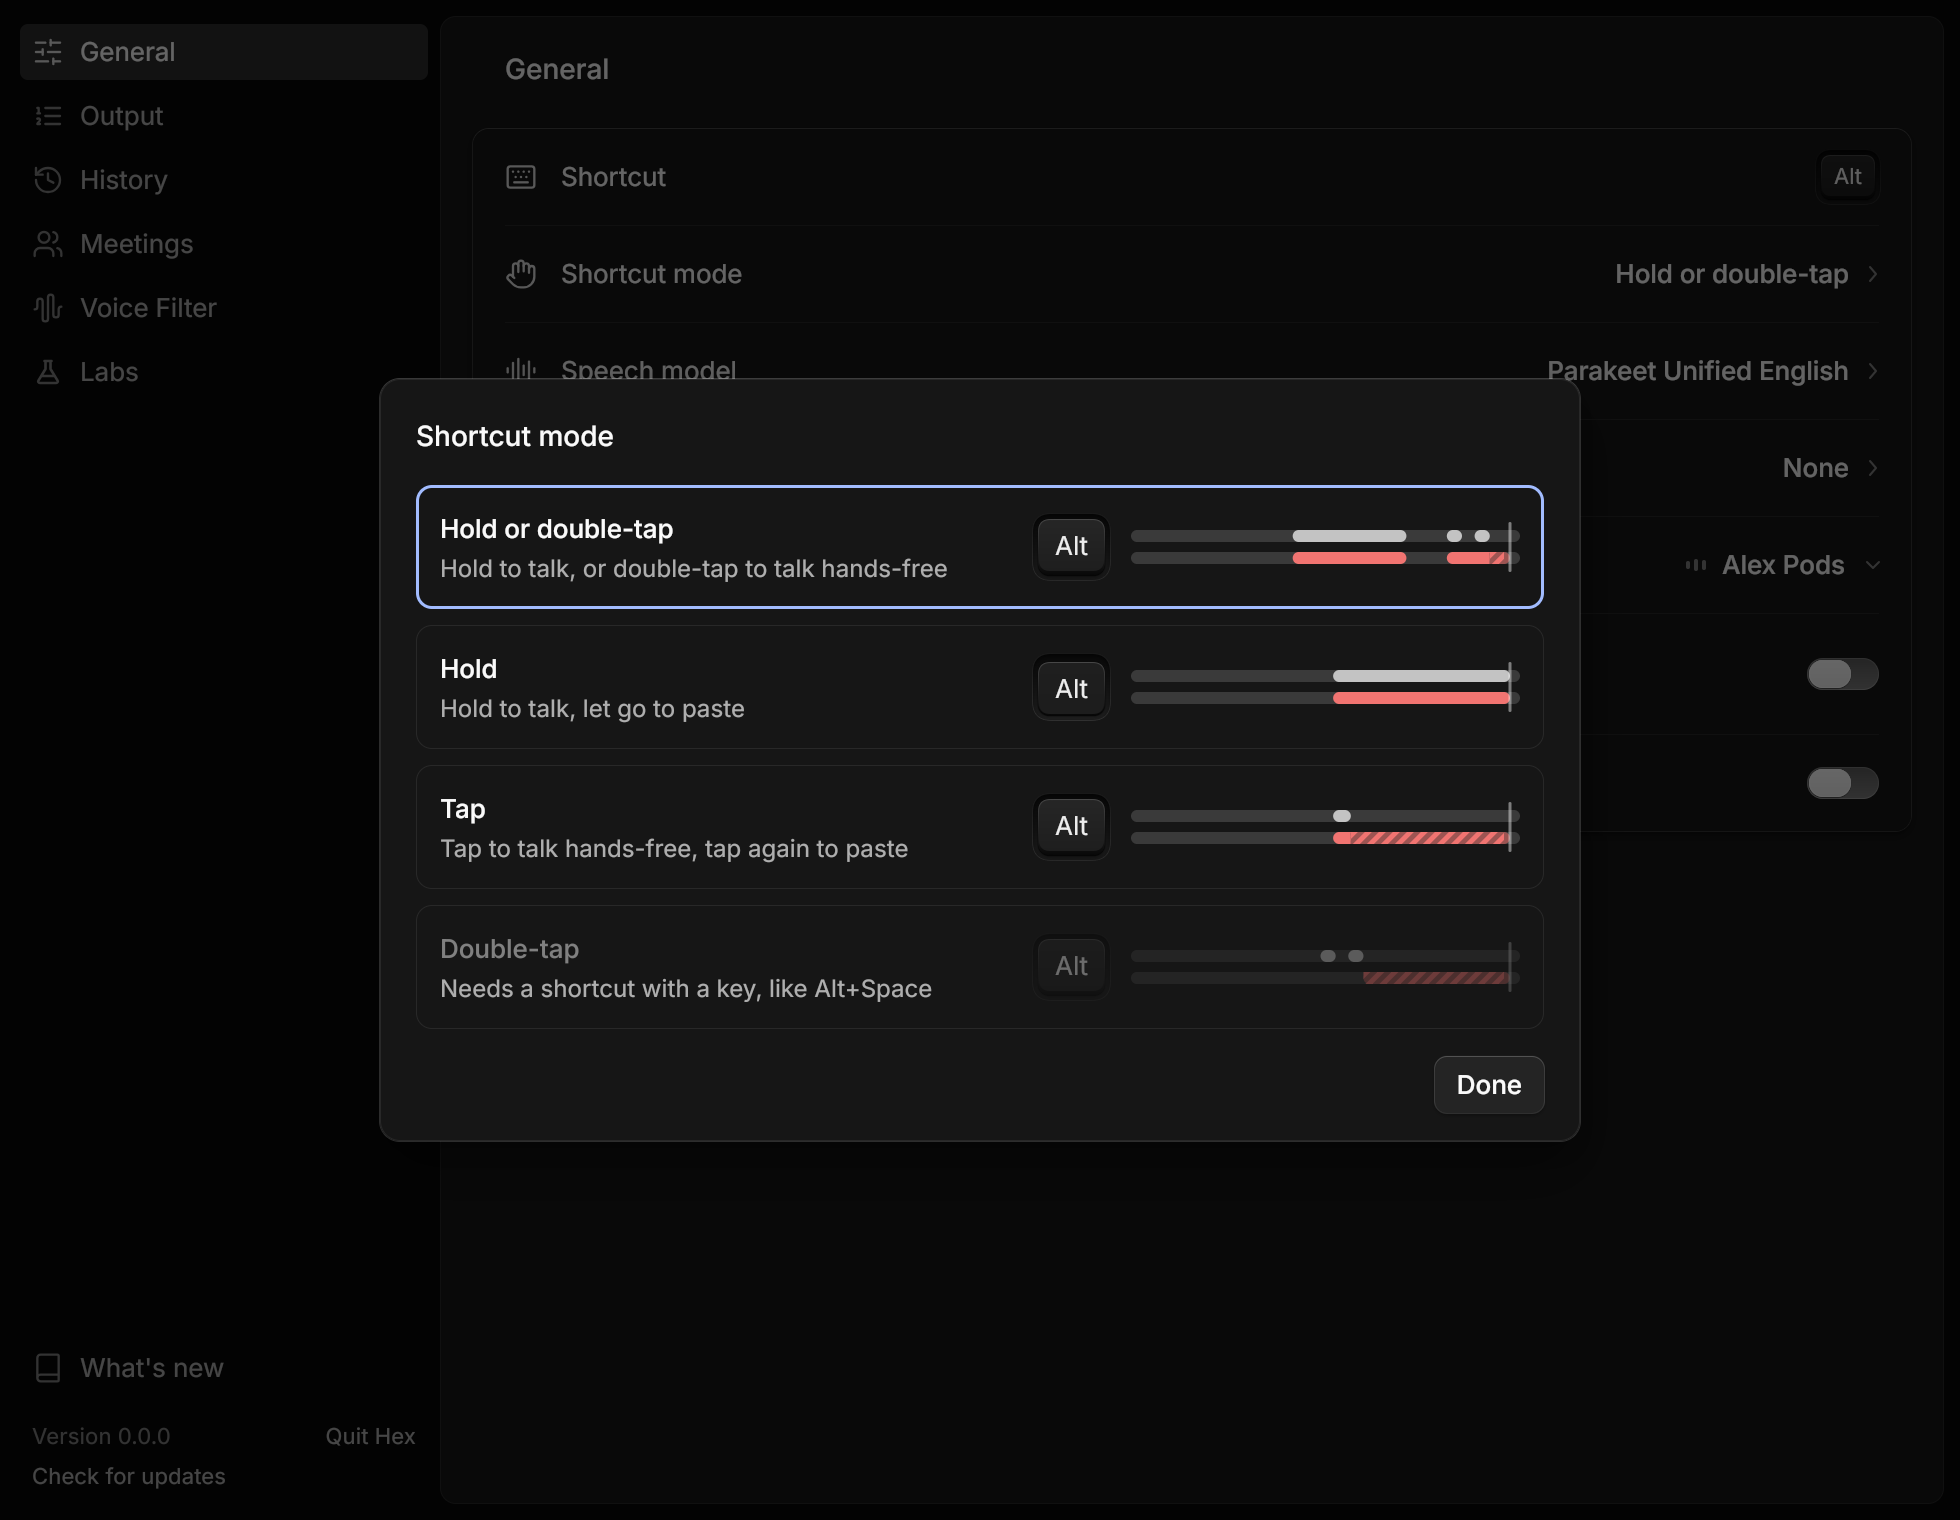 General
Output
History
Meetings
Voice Filter
Labs
General
Shortcut
Alt
Shortcut mode
Hold or double-tap
Speech model
Parakeet Unified English
None
Alex Pods
Shortcut mode
Hold or double-tap
Hold to talk, or double-tap to talk hands-free
Alt
Hold
Hold to talk, let go to paste
Alt
Tap
Tap to talk hands-free, tap again to paste
Alt
Double-tap
Needs a shortcut with a key, like Alt+Space
Alt
Done
What's new
Version 0.0.0
Quit Hex
Check for updates